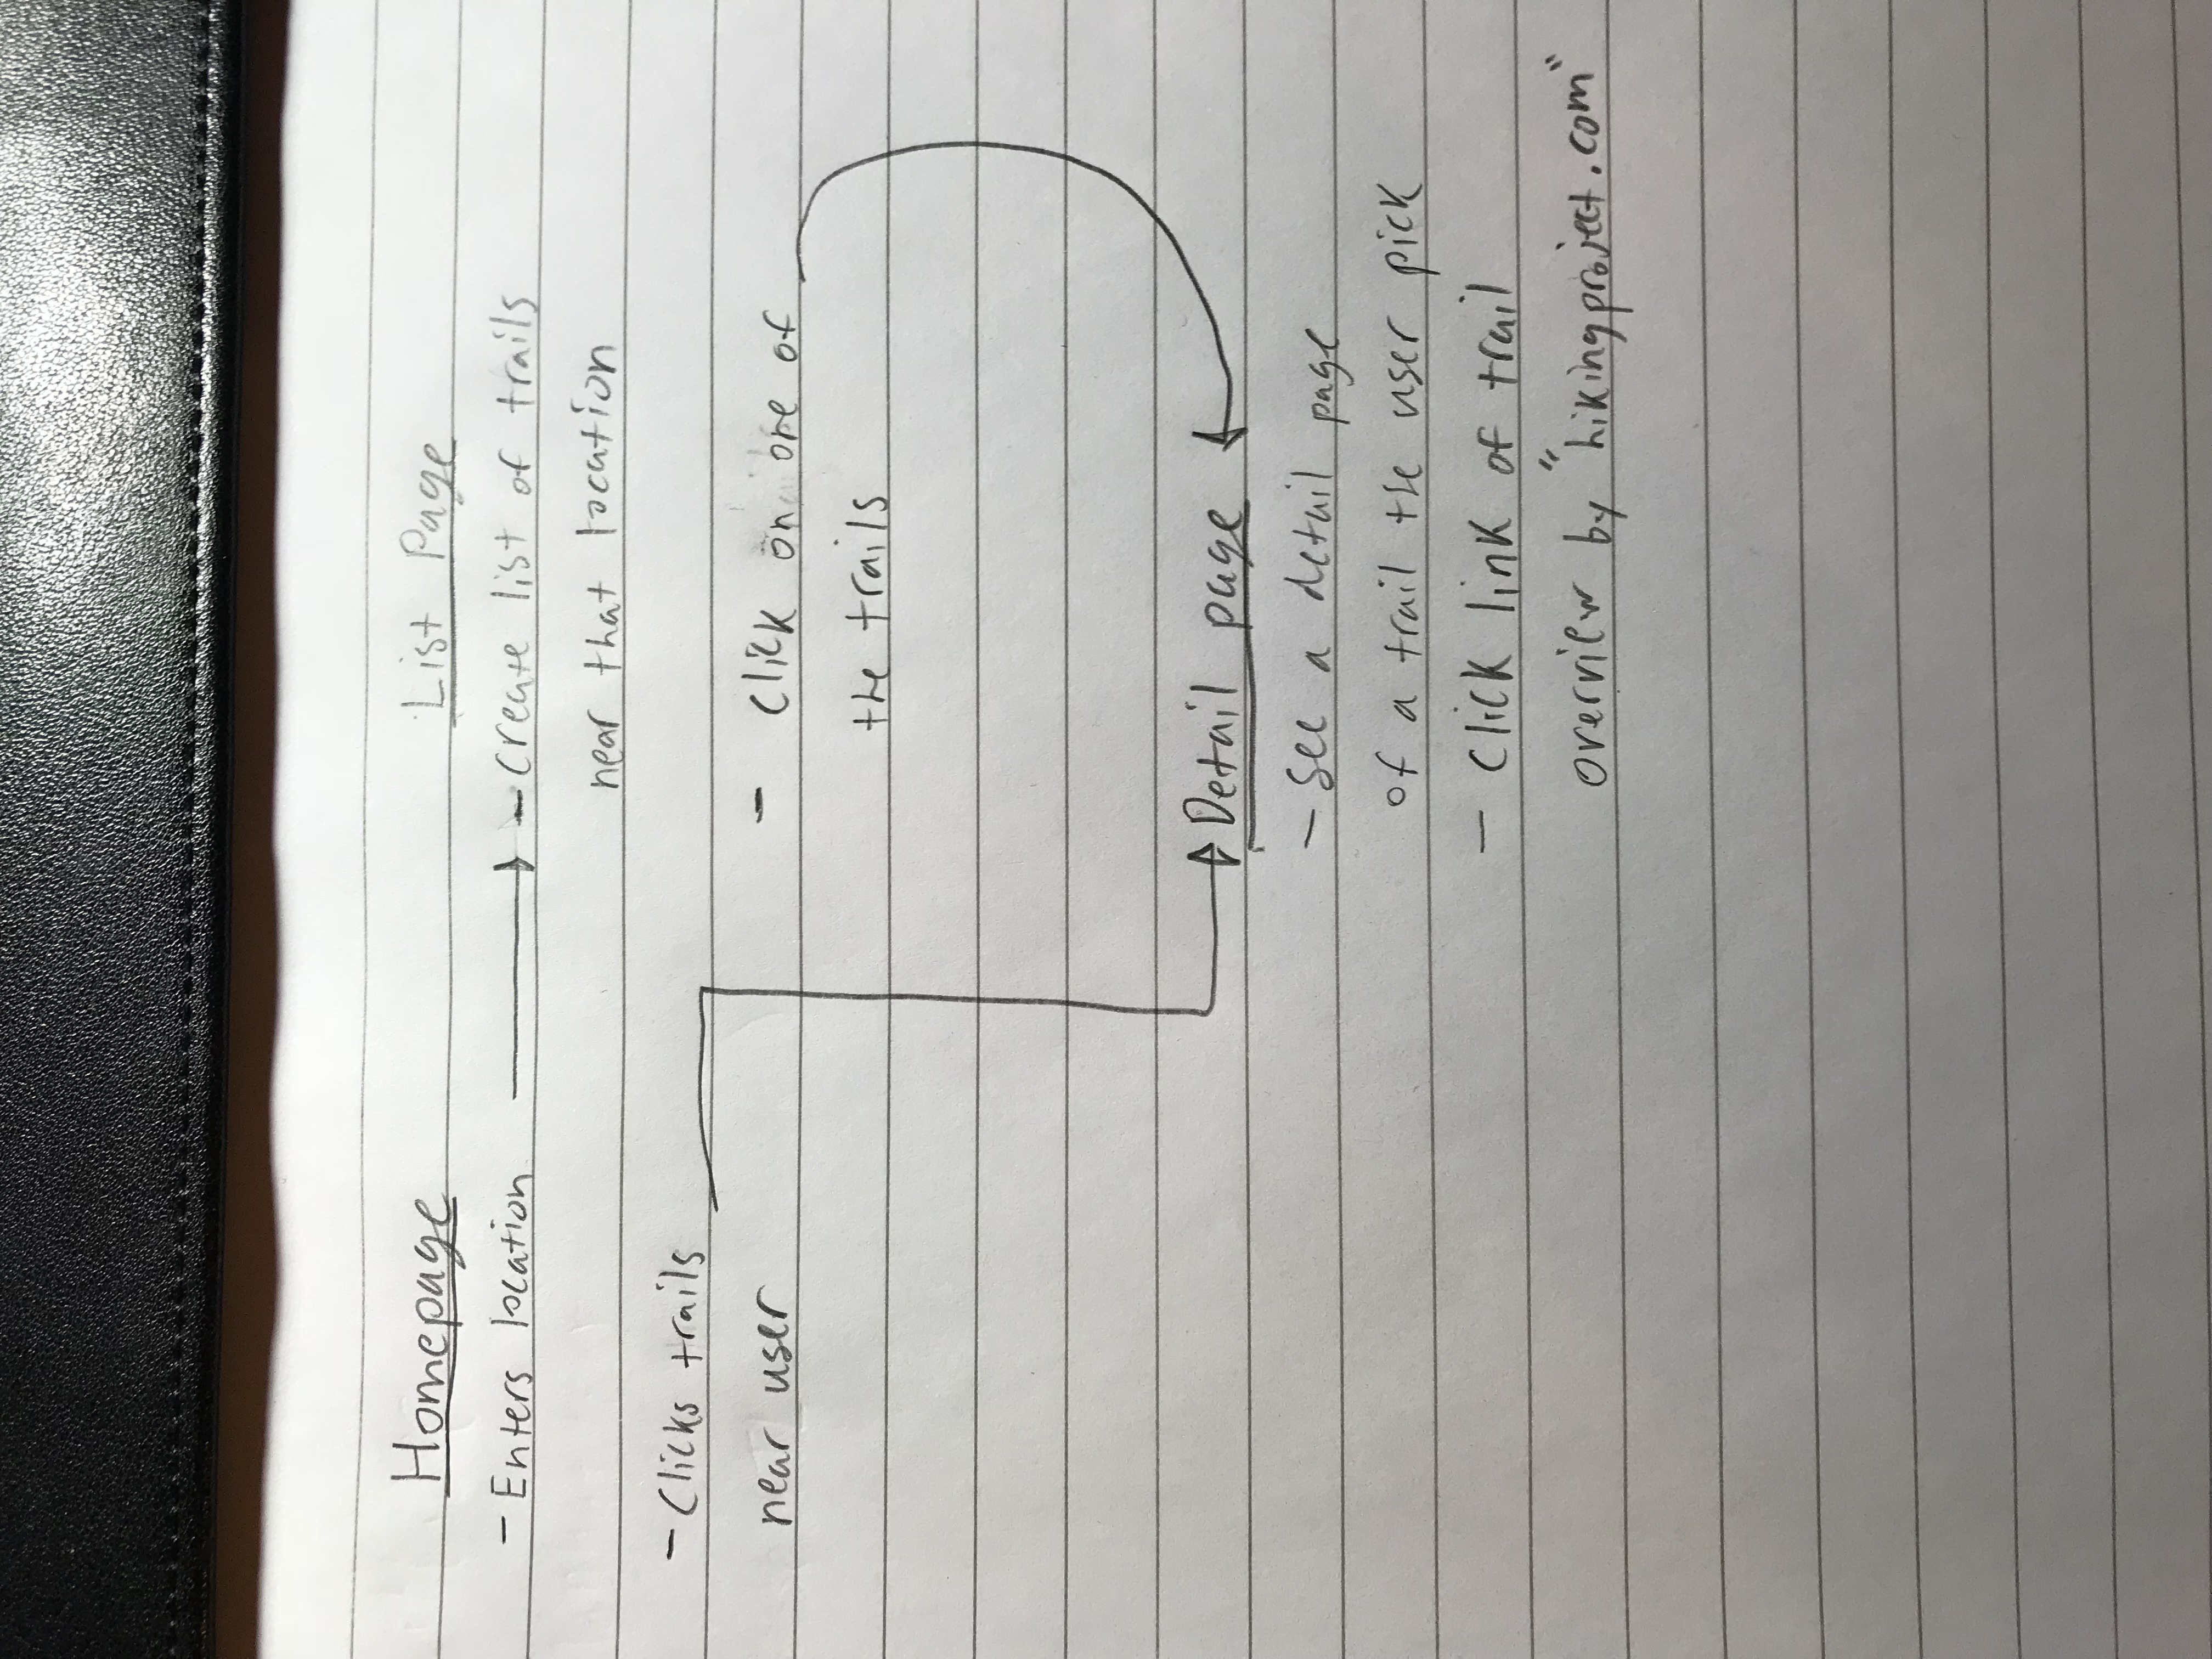 Homepage
- Enters location
- Clicks trails
near user
List Page
- Create list of trails
near that location
- Click on one of
the trails
Detail page
- See a detail page
of a trail the user pick
- Click link of trail
overview by "hikingproject.com"